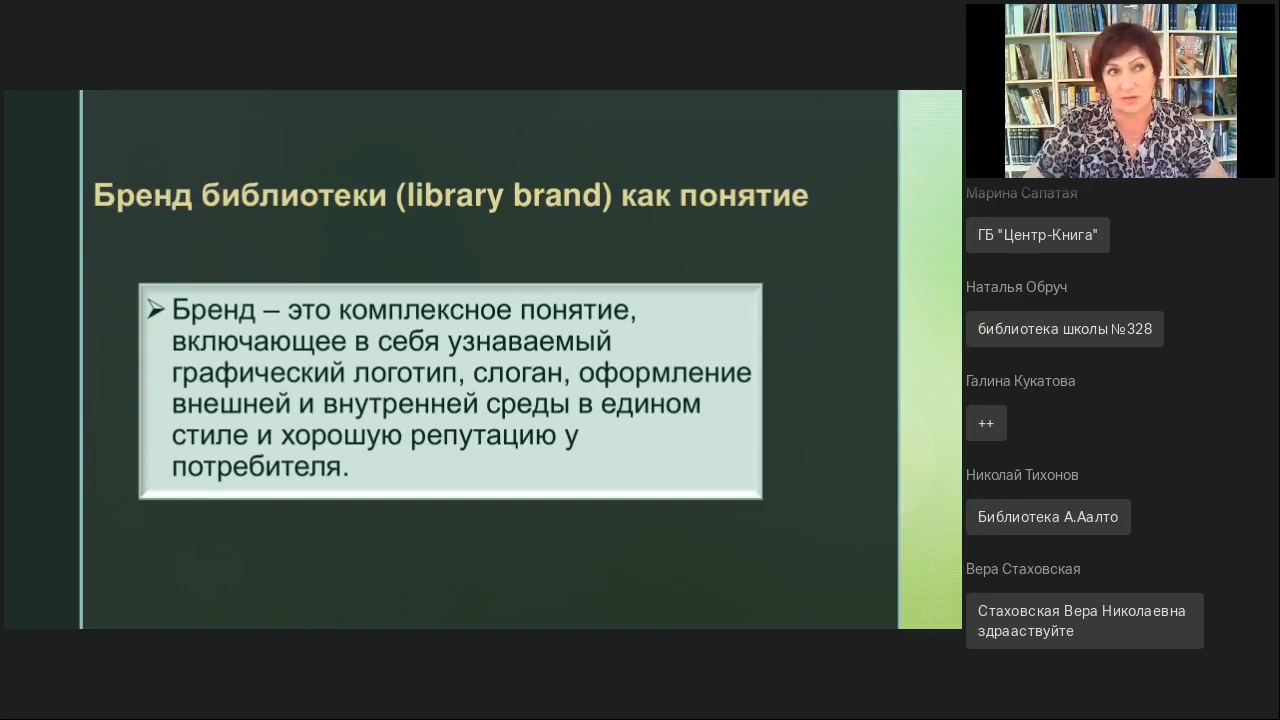 Бренд библиотеки (library brand) как понятие
➢ Бренд – это комплексное понятие,
включающее в себя узнаваемый
графический логотип, слоган, оформление
внешней и внутренней среды в едином
стиле и хорошую репутацию у
потребителя.
Марина Сапатая
ГБ "Центр-Книга"
Наталья Обруч
библиотека школы №328
Галина Кукатова
++
Николай Тихонов
Библиотека А.Аалто
Вера Стаховская
Стаховская Вера Николаевна
здрааствуйте